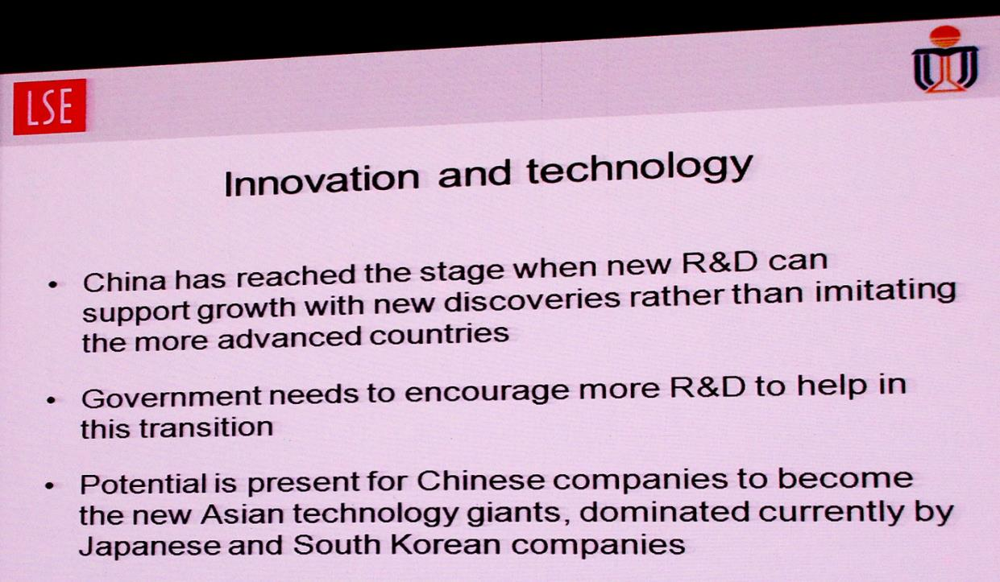 LSE
Innovation and technology
• China has reached the stage when new R&D can
support growth with new discoveries rather than imitating
the more advanced countries
• Government needs to encourage more R&D to help in
this transition
• Potential is present for Chinese companies to become
the new Asian technology giants, dominated currently by
Japanese and South Korean companies